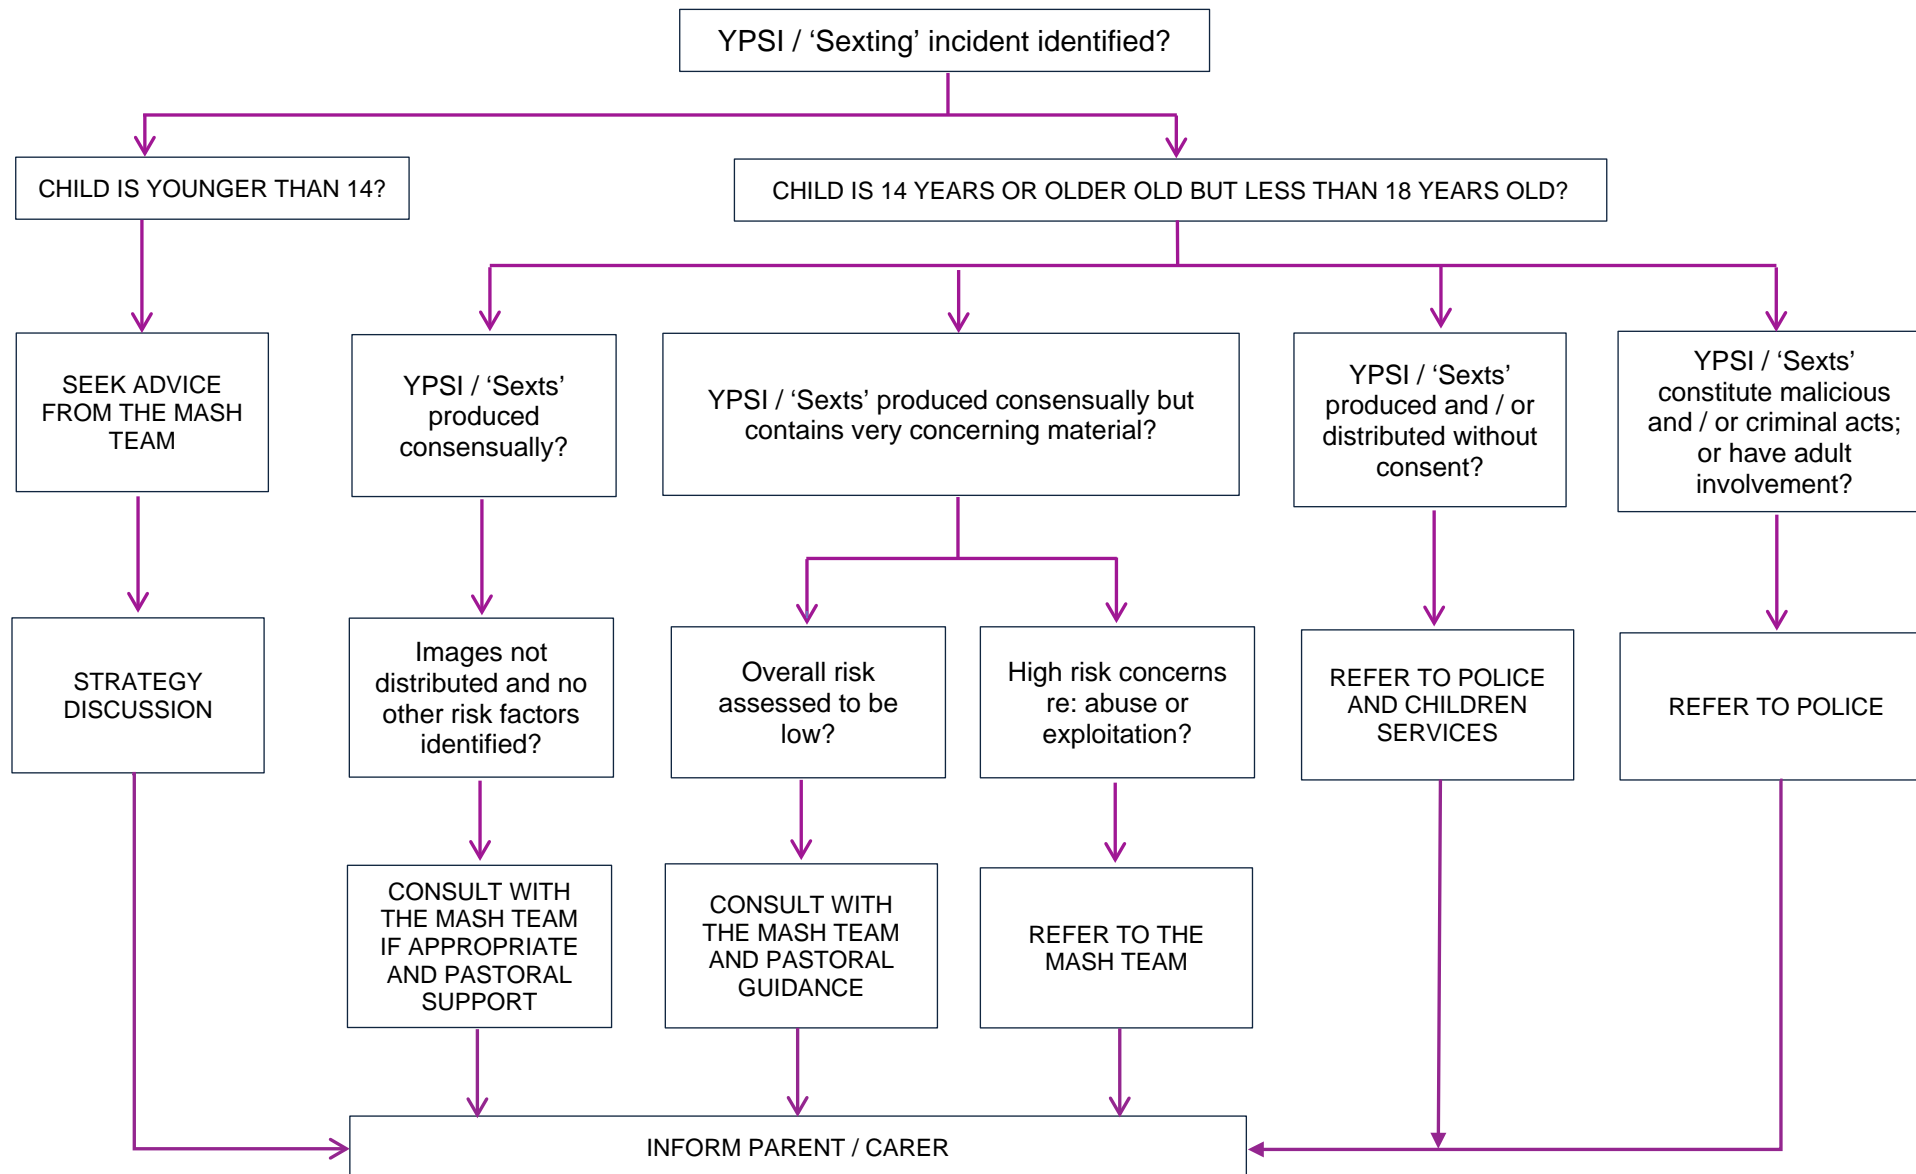 YPSI / ‘Sexting’ incident identified?
CHILD IS YOUNGER THAN 14?
CHILD IS 14 YEARS OR OLDER OLD BUT LESS THAN 18 YEARS OLD?
SEEK ADVICE
FROM THE MASH
TEAM
YPSI / ‘Sexts’
produced
consensually?
YPSI / ‘Sexts’ produced consensually but
contains very concerning material?
YPSI / ‘Sexts’
produced and / or
distributed without
consent?
YPSI / ‘Sexts’
constitute malicious
and / or criminal acts;
or have adult
involvement?
STRATEGY
DISCUSSION
Images not
distributed and no
other risk factors
identified?
Overall risk
assessed to be
low?
High risk concerns
re: abuse or
exploitation?
REFER TO POLICE
AND CHILDREN
SERVICES
REFER TO POLICE
CONSULT WITH
THE MASH TEAM
IF APPROPRIATE
AND PASTORAL
SUPPORT
CONSULT WITH
THE MASH TEAM
AND PASTORAL
GUIDANCE
REFER TO THE
MASH TEAM
INFORM PARENT / CARER